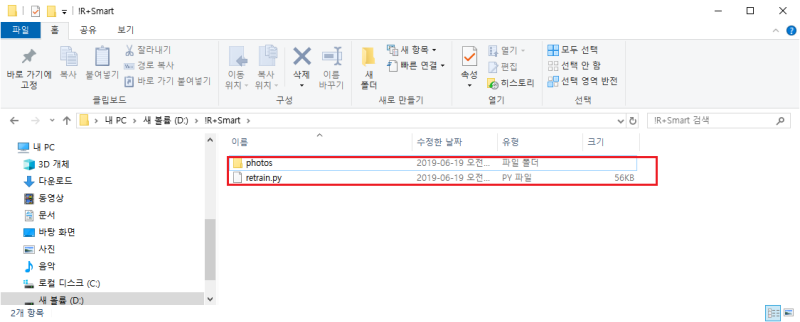 !R+Smart
파일 홈 공유 보기
바로 가기에 고정
복사
붙여넣기
잘라내기
경로 복사
바로 가기 붙여넣기
클립보드
이동 위치
복사 위치
삭제
이름 바꾸기
구성
새 폴더
새 항목
빠른 연결
새로 만들기
속성
열기
편집
히스토리
열기
모두 선택
선택 안 함
선택 영역 반전
선택
내 PC > 새 볼륨 (D:) > !R+Smart
!R+Smart 검색
내 PC
3D 개체
다운로드
동영상
문서
바탕 화면
사진
음악
로컬 디스크 (C:)
새 볼륨 (D:)
이름 수정한 날짜 유형 크기
photos 2019-06-19 오전... 파일 폴더
retrain.py 2019-06-19 오전... PY 파일 56KB
2개 항목